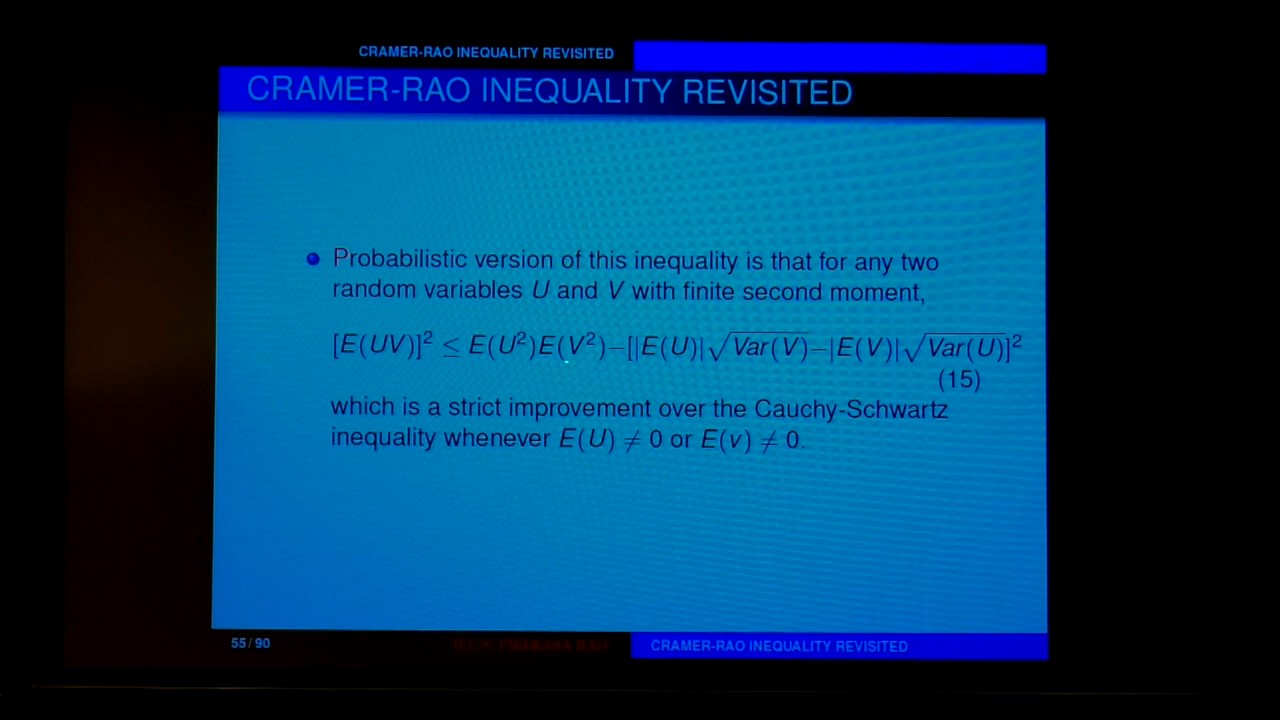 CRAMER-RAO INEQUALITY REVISITED
CRAMER-RAO INEQUALITY REVISITED
Probabilistic version of this inequality is that for any two
random variables U and V with finite second moment,
[E(UV)]² ≤ E(U²)E(V²)−[|E(U)|√Var(V)−|E(V)|√Var(U)]²
(15)
which is a strict improvement over the Cauchy-Schwartz
inequality whenever E(U) ≠ 0 or E(v) ≠ 0.
55/90
B.L.S. PRAKASA RAO
CRAMER-RAO INEQUALITY REVISITED